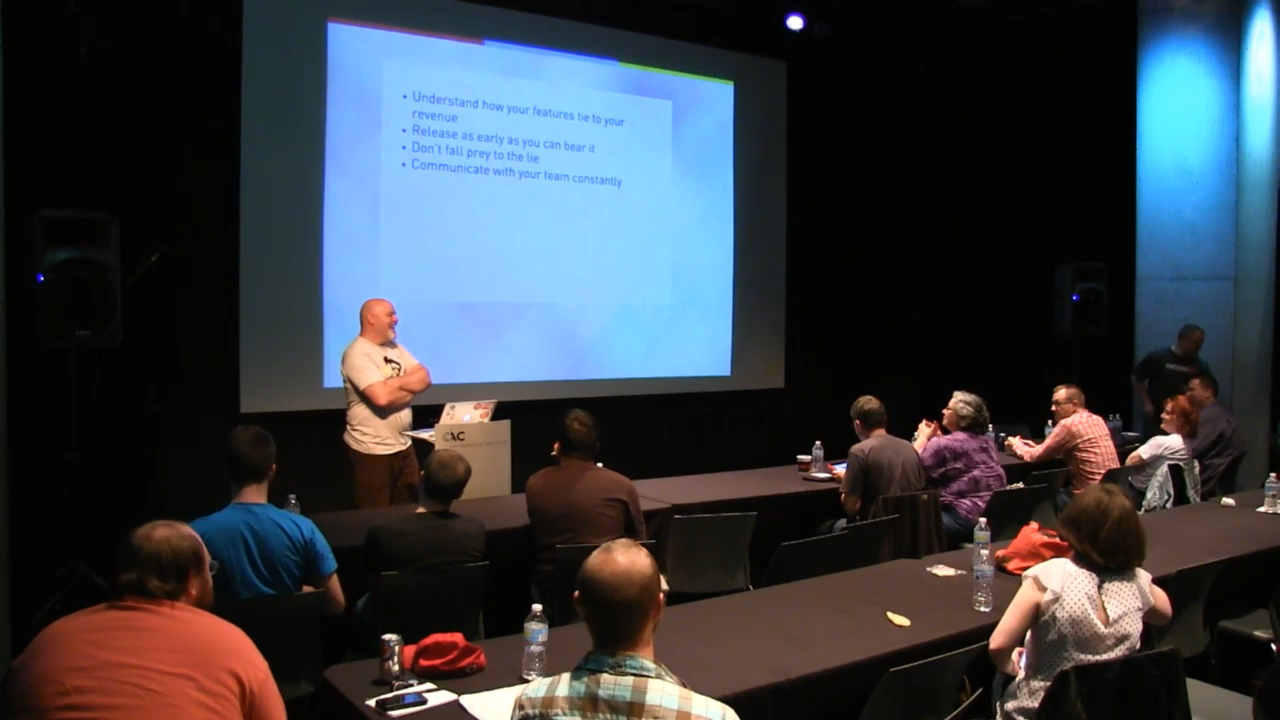 • Understand how your features tie to your
revenue
• Release as early as you can bear it
• Don't fall prey to the lie
• Communicate with your team constantly
CAC